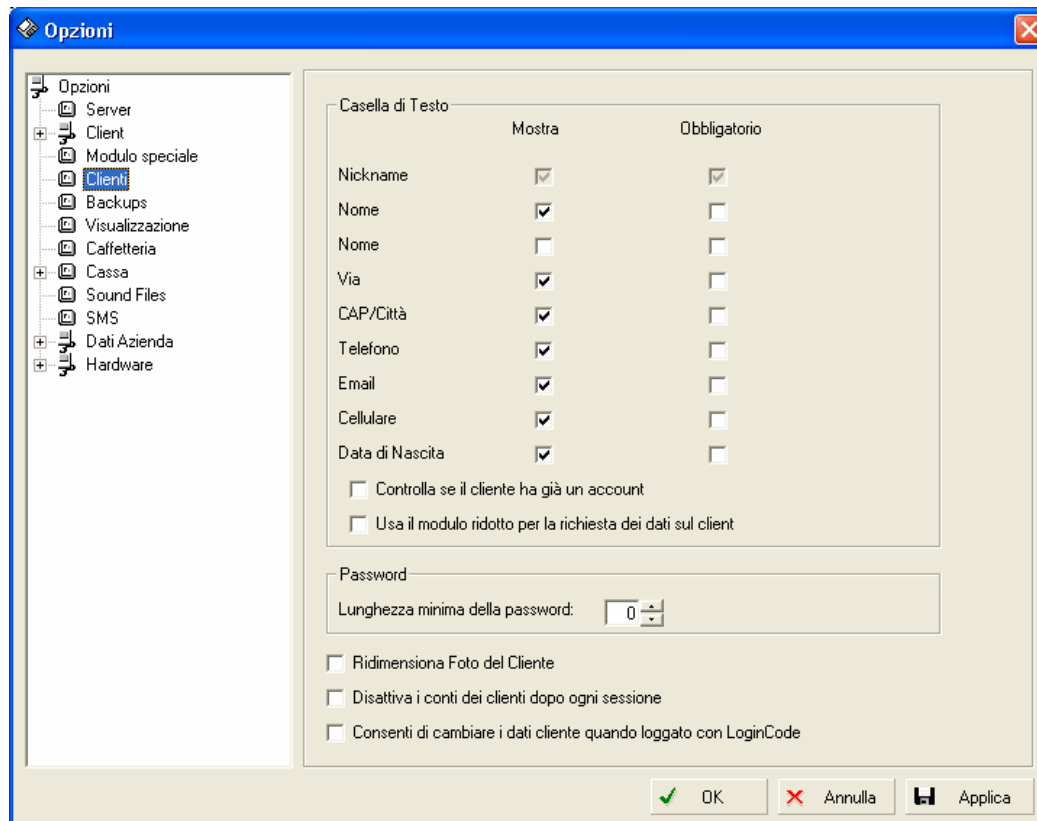 Opzioni
Opzioni
Server
Client
Modulo speciale
Clienti
Backups
Visualizzazione
Caffetteria
Cassa
Sound Files
SMS
Dati Azienda
Hardware
Casella di Testo
Mostra Obbligatorio
Nickname
Nome
Nome
Via
CAP/Città
Telefono
Email
Cellulare
Data di Nascita
Controlla se il cliente ha già un account
Usa il modulo ridotto per la richiesta dei dati sul client
Password
Lunghezza minima della password: 0
Ridimensiona Foto del Cliente
Disattiva i conti dei clienti dopo ogni sessione
Consenti di cambiare i dati cliente quando loggato con LoginCode
OK Annulla Applica